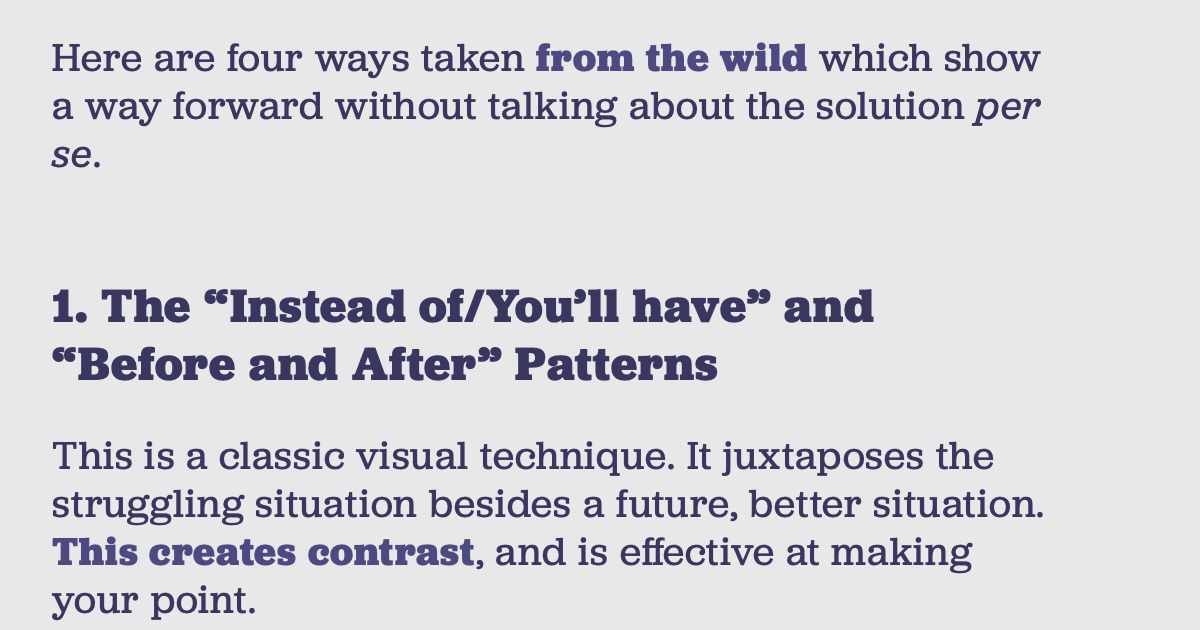 Here are four ways taken from the wild which show
a way forward without talking about the solution per
se.
1. The “Instead of/You’ll have” and
“Before and After” Patterns
This is a classic visual technique. It juxtaposes the
struggling situation besides a future, better situation.
This creates contrast, and is effective at making
your point.